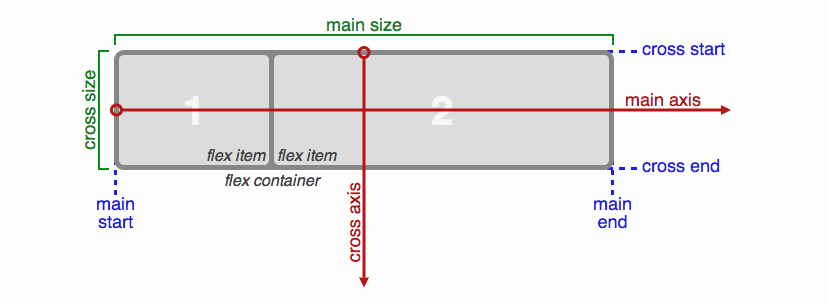 main size
cross start
cross size
1
2
main axis
flex item
flex item
cross end
flex container
cross axis
main
start
main
end